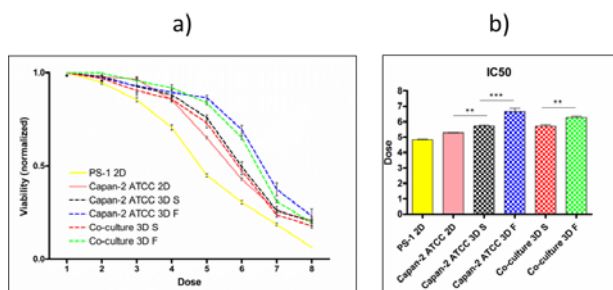 a)
b)
1.0
0.5
0.0
Viability (normalized)
PS-1 2D
Capan-2 ATCC 2D
Capan-2 ATCC 3D S
Capan-2 ATCC 3D F
Co-culture 3D S
Co-culture 3D F
1 2 3 4 5 6 7 8
Dose
IC50
8
7
6
5
4
3
2
1
0
Dose
** *** **
PS-1 2D
Capan-2 ATCC 2D
Capan-2 ATCC 3D S
Capan-2 ATCC 3D F
Co-culture 3D S
Co-culture 3D F